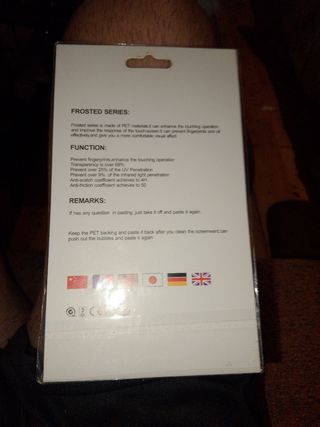 FROSTED SERIES:
Frosted series is made of PET materials.it can enhance the touching operation
and improve the response of the touch-screen.it can prevent fingerprints and oil
effectively,and give you a more comfortable visual effect
FUNCTION:
Prevent fingerprints,enhance the touching operation
Transparency is over 98%
Prevent over 25% of the UV Penetration
Prevent over 9% of the infrared light penetration
Anti-scratch coefficient achieves to 4H
Anti-friction coefficient achieves to 50
REMARKS:
If has any question in pasting, just take it off and paste it again.
Keep the PET backing and paste it back after you clean the screenward,can
push out the bubbles and paste it again
CE